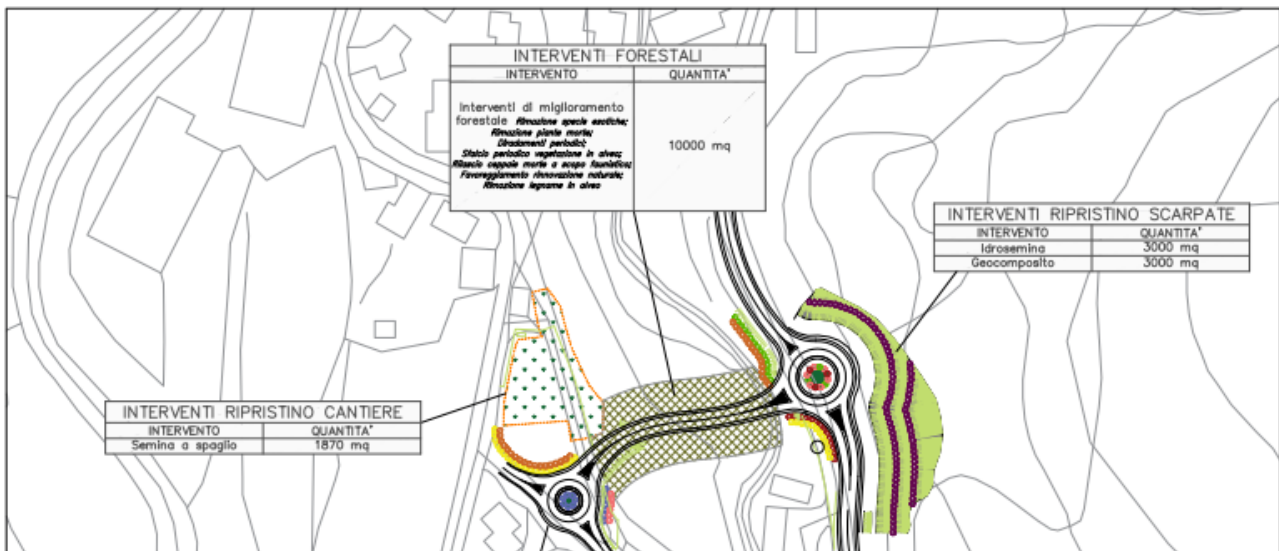 INTERVENTI FORESTALI
INTERVENTO QUANTITA'
Interventi di miglioramento
forestale Rimozione specie esotiche;
Rimozione piante morte;
Diradamenti periodici;
Sfalcio periodico vegetazione in alveo;
Rilascio ceppaie morte a scopo faunistico;
Favoreggiamento rinnovazione naturale;
Rimozione legname in alveo
10000 mq
INTERVENTI RIPRISTINO SCARPATE
INTERVENTO QUANTITA'
Idrosemina 3000 mq
Geocomposito 3000 mq
INTERVENTI RIPRISTINO CANTIERE
INTERVENTO QUANTITA'
Semina a spaglio 1870 mq